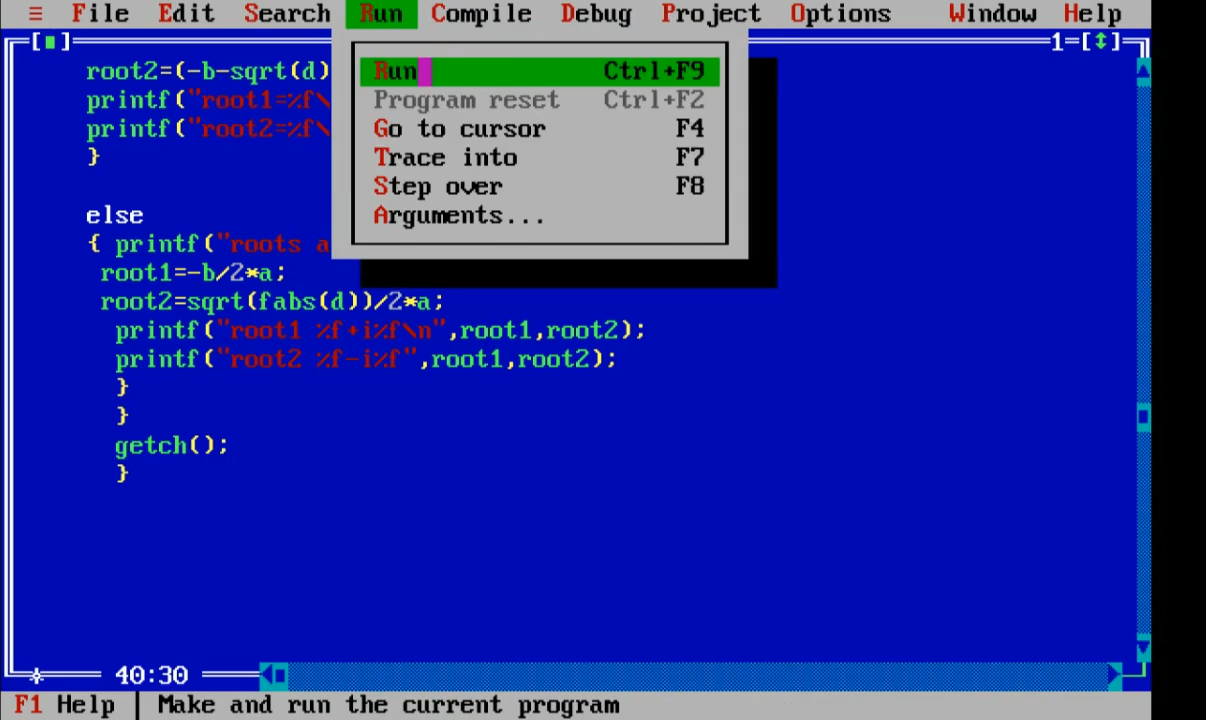 ≡ File Edit Search Run Compile Debug Project Options Window Help
[■] 1=[↕]
root2=(-b-sqrt(d)
printf("root1=%f\
printf("root2=%f\
}
Run Ctrl+F9
Program reset Ctrl+F2
Go to cursor F4
Trace into F7
Step over F8
Arguments...
else
{ printf("roots a
root1=-b/2*a;
root2=sqrt(fabs(d))/2*a;
printf("root1 %f+i%f\n",root1,root2);
printf("root2 %f-i%f",root1,root2);
}
}
getch();
}
40:30
F1 Help | Make and run the current program